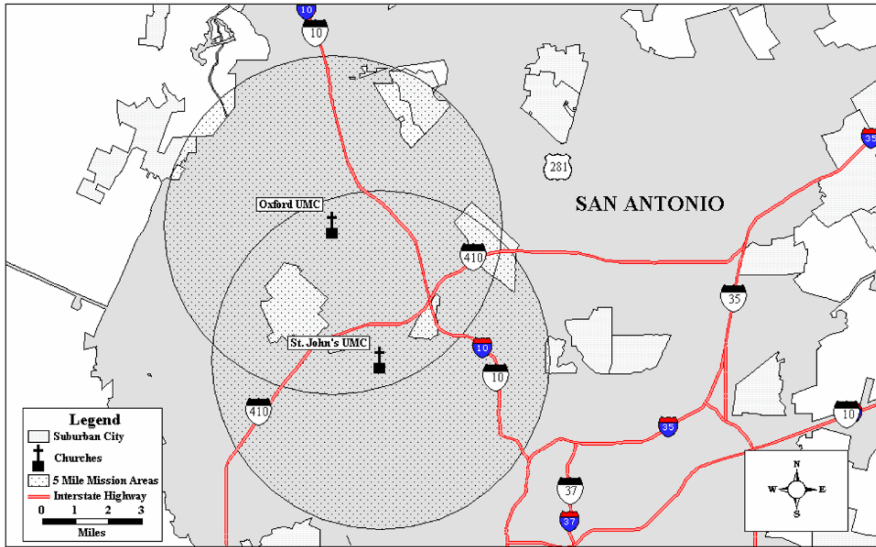 10
10
35
281
Oxford UMC
SAN ANTONIO
410
35
St. John's UMC
10
10
410
10
35
37
37
Legend
Suburban City
Churches
5 Mile Mission Areas
Interstate Highway
0 1 2 3
Miles
N
W E
S